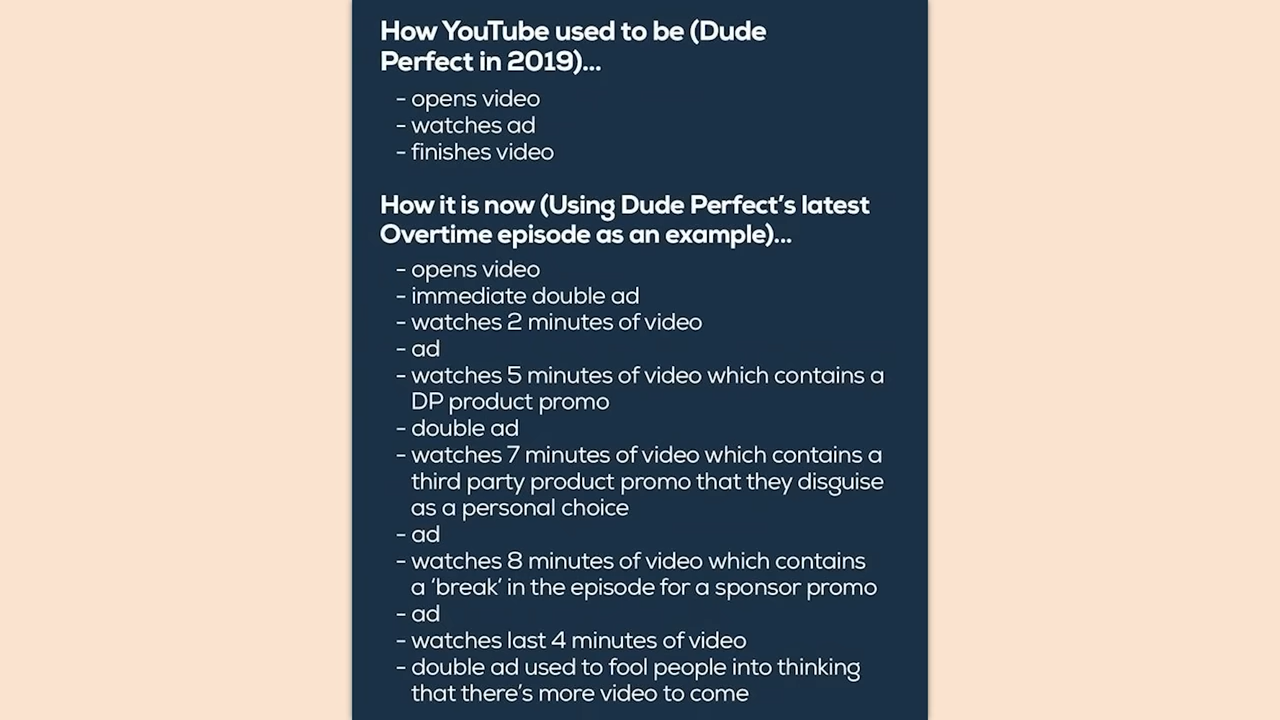 How YouTube used to be (Dude
Perfect in 2019)...
- opens video
- watches ad
- finishes video
How it is now (Using Dude Perfect's latest
Overtime episode as an example)...
- opens video
- immediate double ad
- watches 2 minutes of video
- ad
- watches 5 minutes of video which contains a
DP product promo
- double ad
- watches 7 minutes of video which contains a
third party product promo that they disguise
as a personal choice
- ad
- watches 8 minutes of video which contains
a 'break' in the episode for a sponsor promo
- ad
- watches last 4 minutes of video
- double ad used to fool people into thinking
that there's more video to come